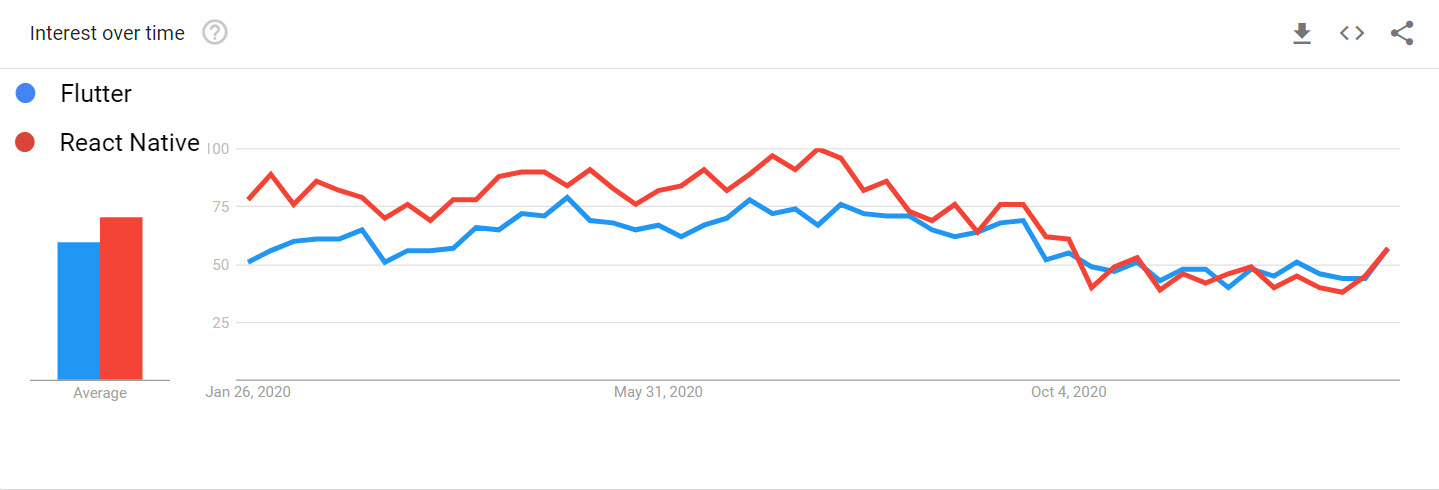 Interest over time
Flutter
React Native
100
75
50
25
Average
Jan 26, 2020
May 31, 2020
Oct 4, 2020